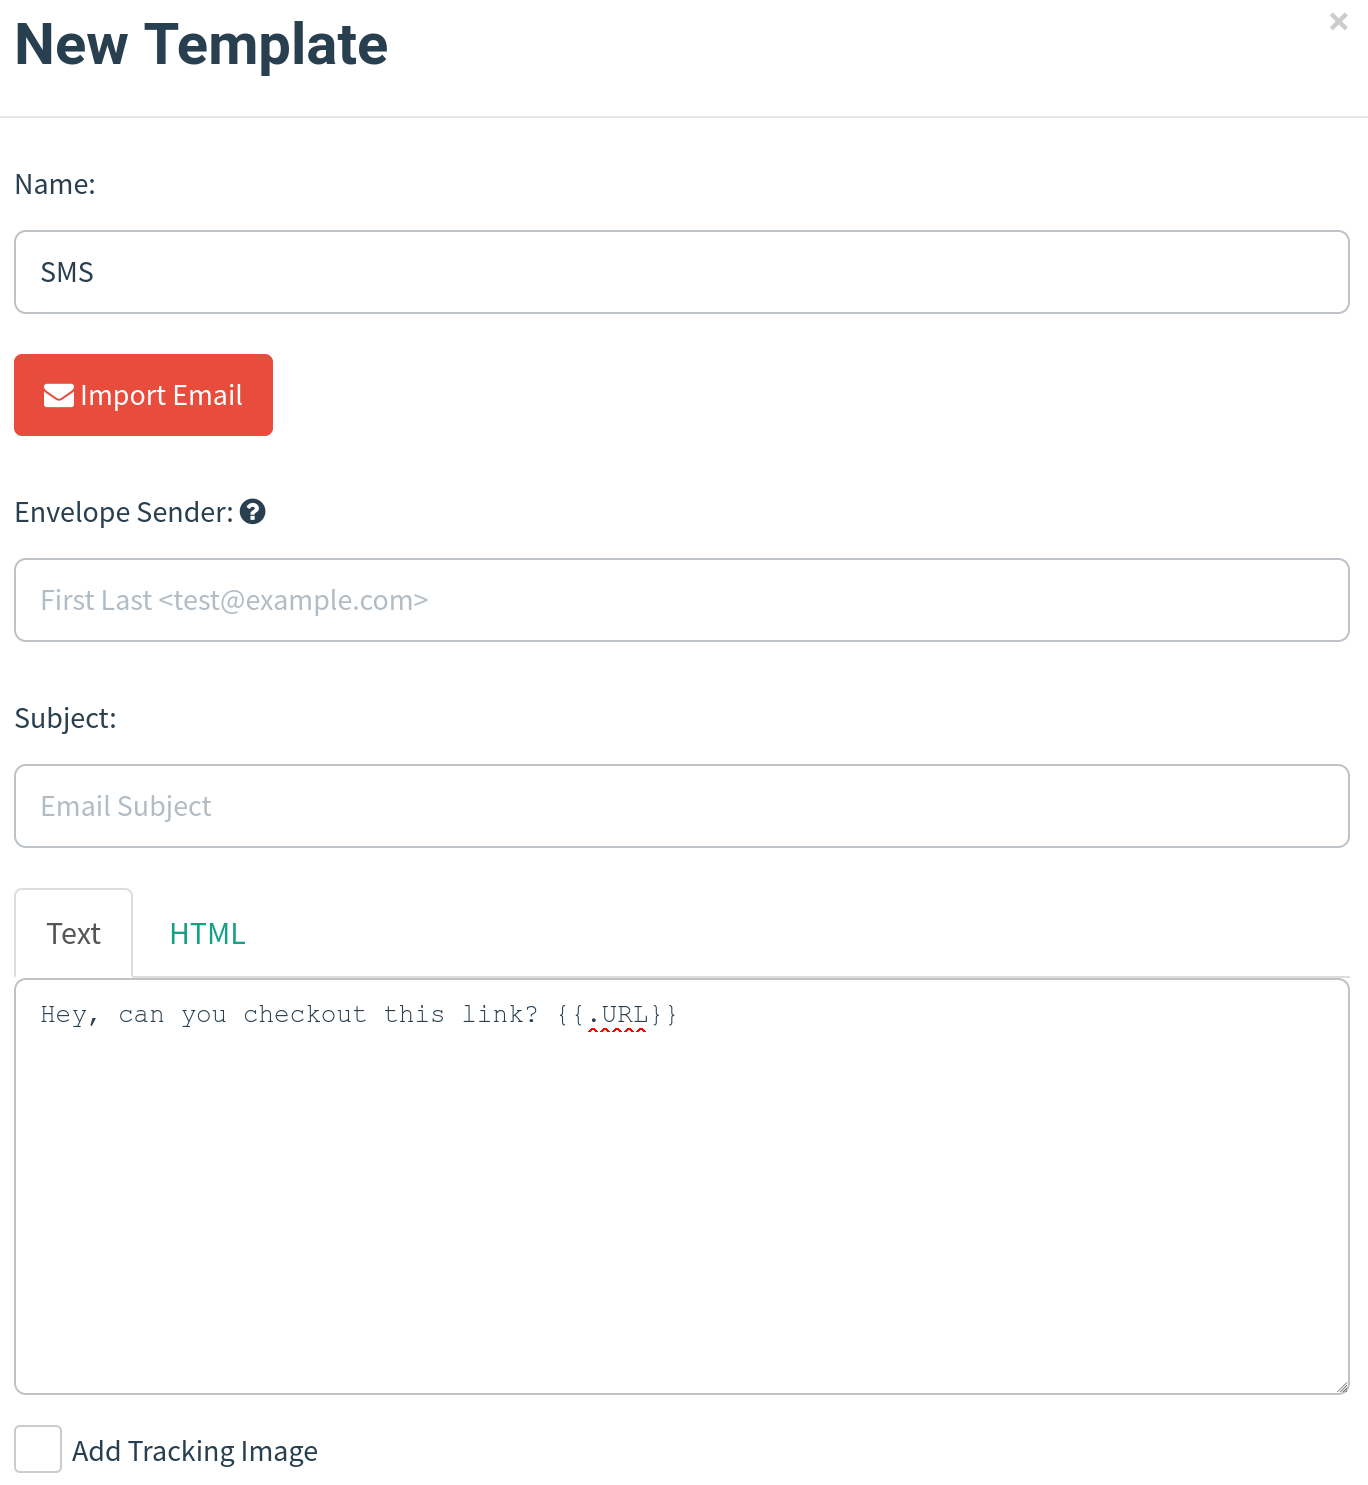 New Template
×
Name:
SMS
Import Email
Envelope Sender:
First Last <test@example.com>
Subject:
Email Subject
Text HTML
Hey, can you checkout this link? {{.URL}}
Add Tracking Image